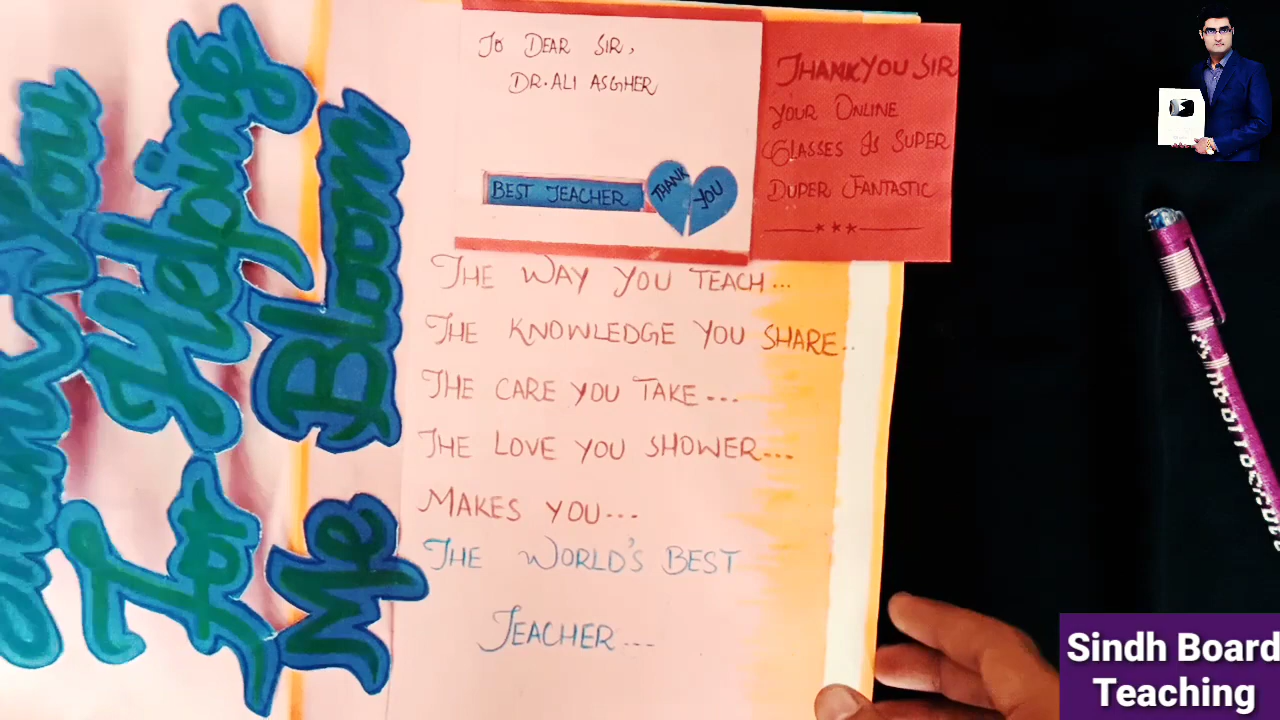 Thank You
For Helping
Me Bloom
TO DEAR SIR,
DR. ALI ASGHER
BEST TEACHER
THANK YOU
THANK YOU SIR
YOUR ONLINE
CLASSES IS SUPER
DUPER FANTASTIC
THE WAY YOU TEACH...
THE KNOWLEDGE YOU SHARE..
THE CARE YOU TAKE...
THE LOVE YOU SHOWER...
MAKES YOU...
THE WORLD'S BEST
TEACHER...
Sindh Board
Teaching